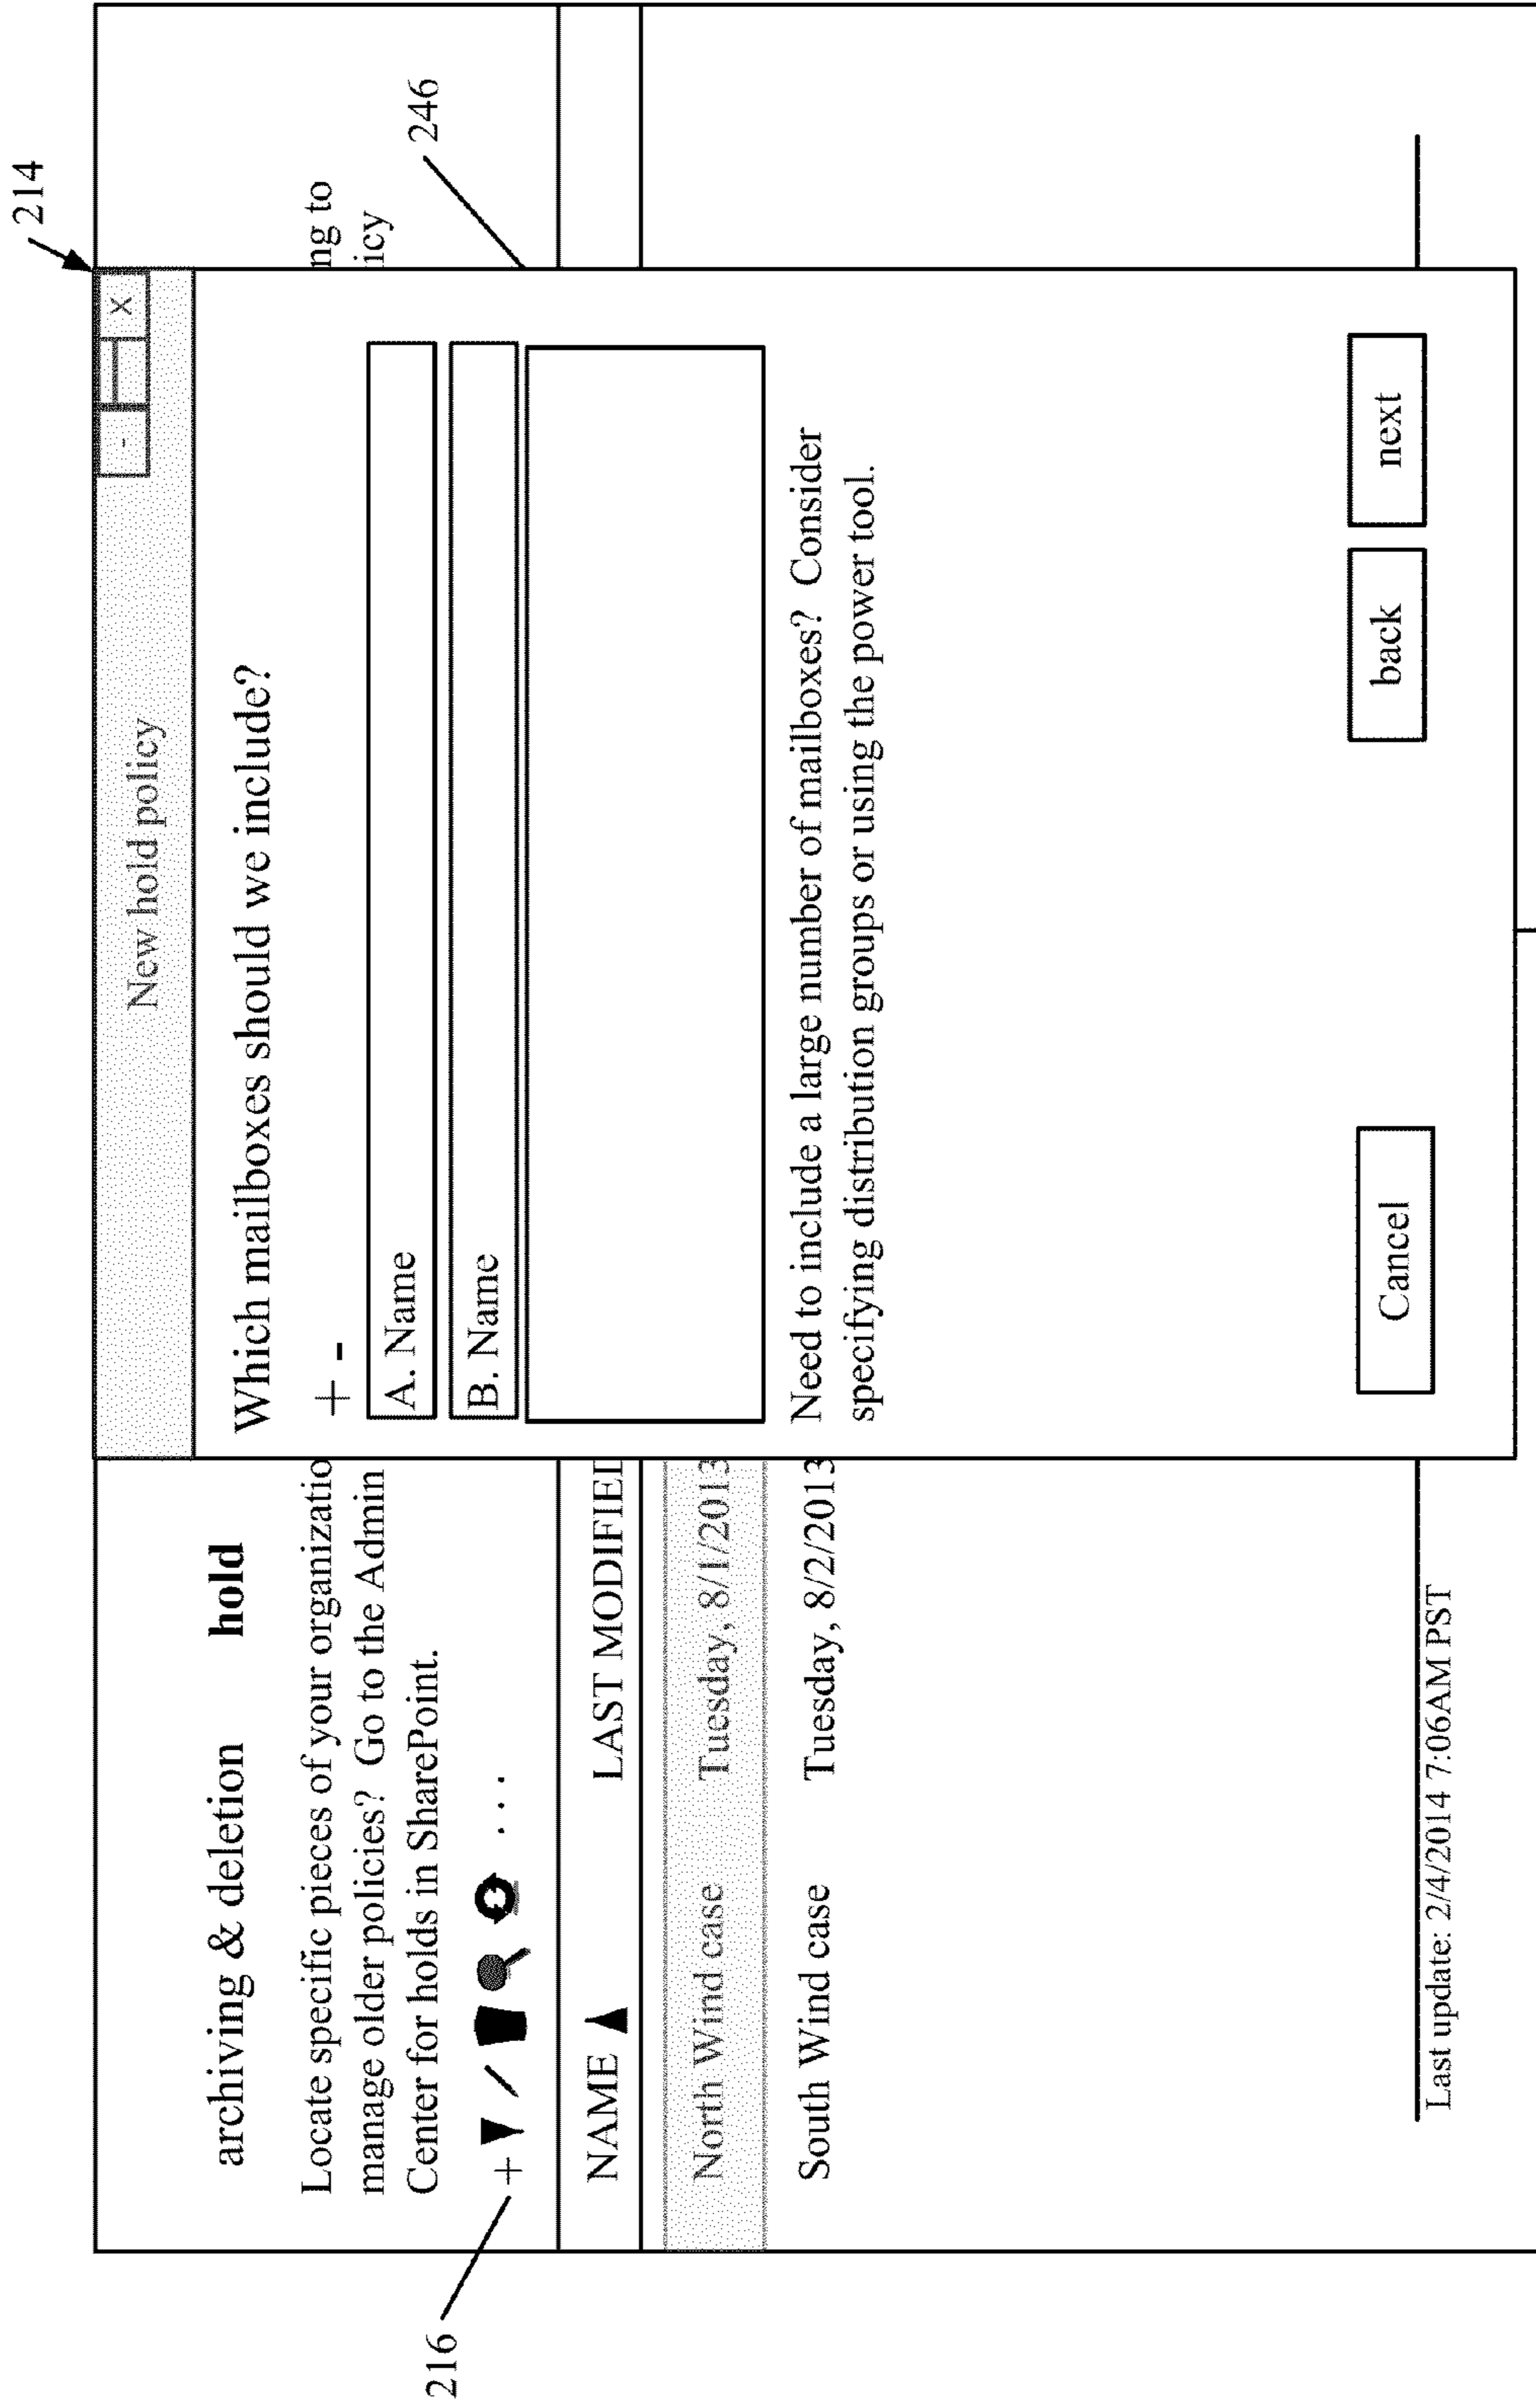 214
archiving & deletion hold
Locate specific pieces of your organizatio
manage older policies? Go to the Admin
Center for holds in SharePoint.
ng to
icy
216
+ / ...
NAME LAST MODIFIED
North Wind case Tuesday, 8/1/2013
South Wind case Tuesday, 8/2/2013
Last update: 2/4/2014 7:06AM PST
New hold policy
- X
Which mailboxes should we include?
+ -
246
A. Name
B. Name
Need to include a large number of mailboxes? Consider
specifying distribution groups or using the power tool.
Cancel back next